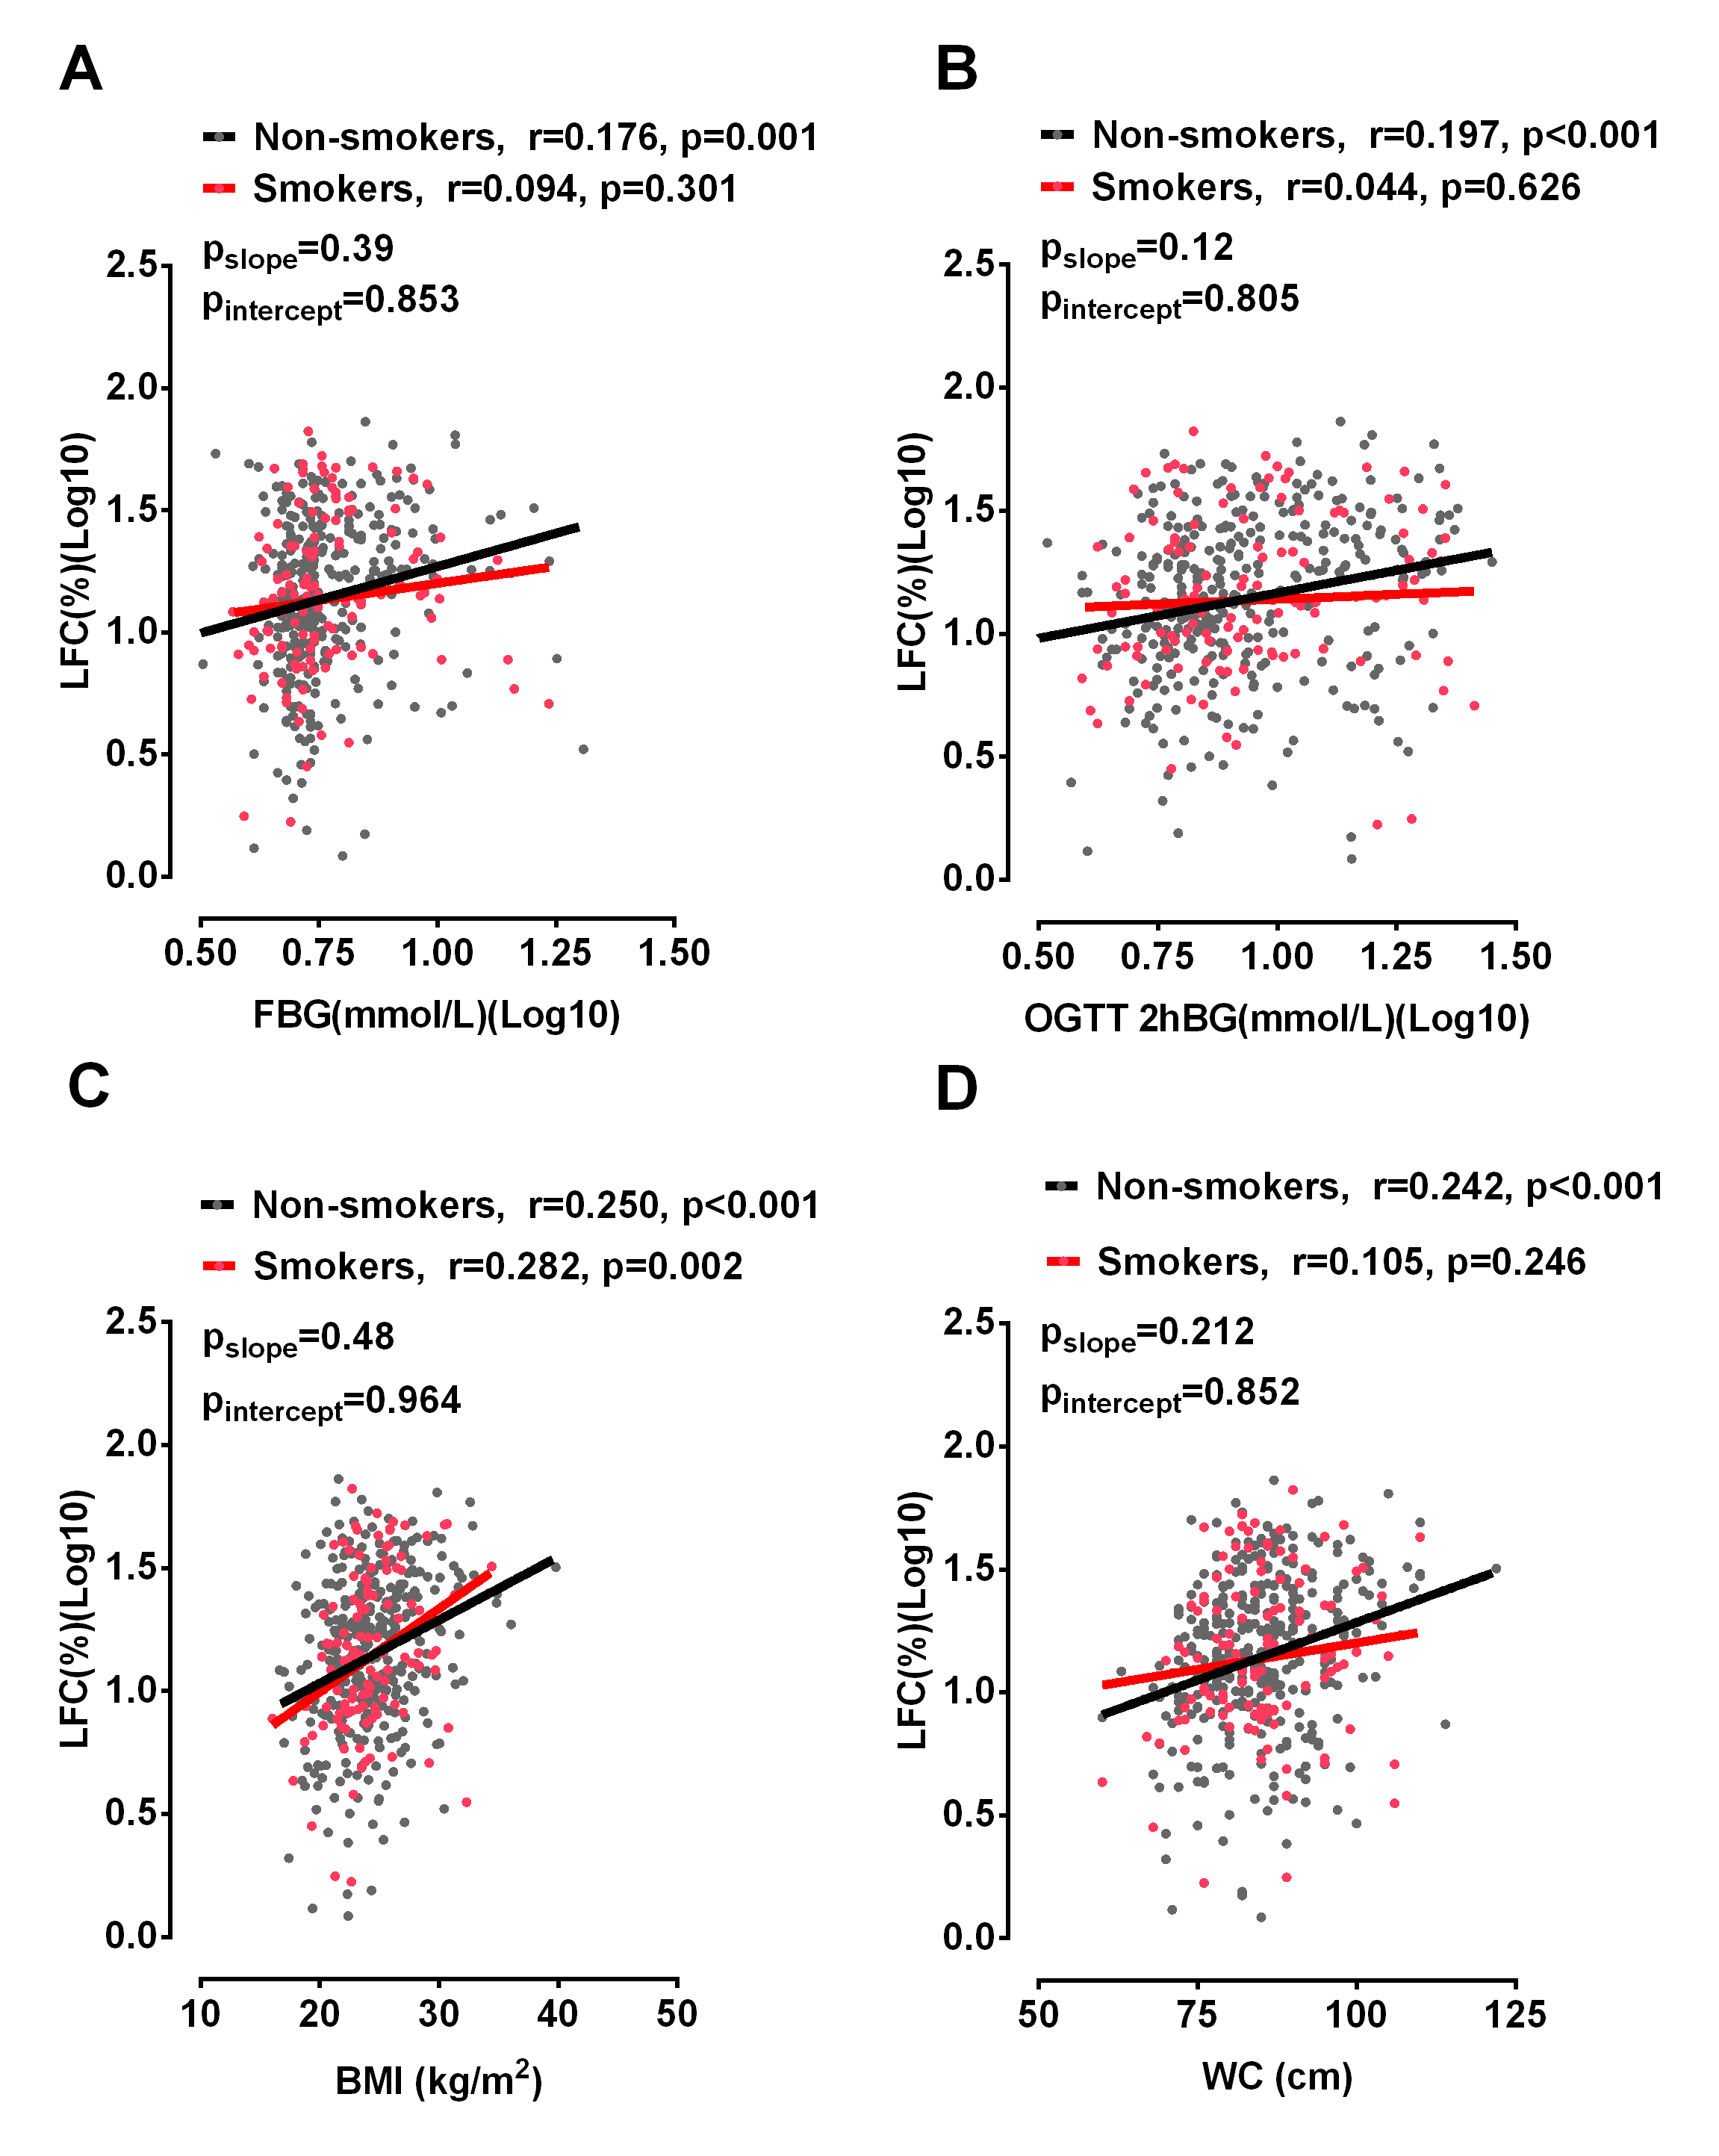 A
Non-smokers, r=0.176, p=0.001
Smokers, r=0.094, p=0.301
pslope=0.39
pintercept=0.853
LFC(%)(Log10)
2.5
2.0
1.5
1.0
0.5
0.0
0.50 0.75 1.00 1.25 1.50
FBG(mmol/L)(Log10)
B
Non-smokers, r=0.197, p<0.001
Smokers, r=0.044, p=0.626
pslope=0.12
pintercept=0.805
LFC(%)(Log10)
2.5
2.0
1.5
1.0
0.5
0.0
0.50 0.75 1.00 1.25 1.50
OGTT 2hBG(mmol/L)(Log10)
C
Non-smokers, r=0.250, p<0.001
Smokers, r=0.282, p=0.002
pslope=0.48
pintercept=0.964
LFC(%)(Log10)
2.5
2.0
1.5
1.0
0.5
0.0
10 20 30 40 50
BMI (kg/m²)
D
Non-smokers, r=0.242, p<0.001
Smokers, r=0.105, p=0.246
pslope=0.212
pintercept=0.852
LFC(%)(Log10)
2.5
2.0
1.5
1.0
0.5
0.0
50 75 100 125
WC (cm)